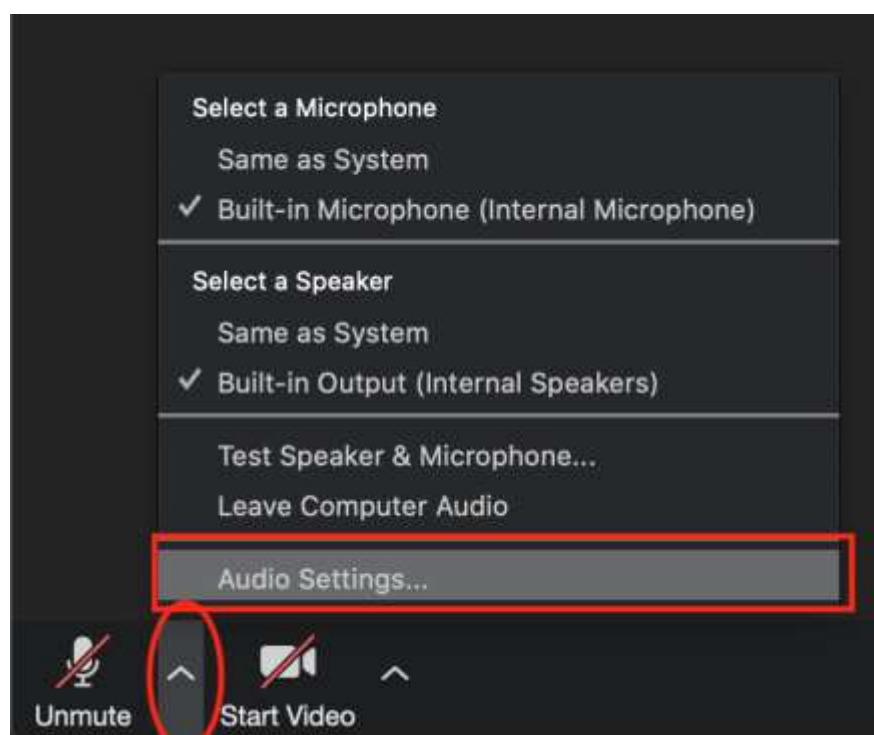 Select a Microphone
Same as System
Built-in Microphone (Internal Microphone)
Select a Speaker
Same as System
Built-in Output (Internal Speakers)
Test Speaker & Microphone...
Leave Computer Audio
Audio Settings...
Unmute
Start Video